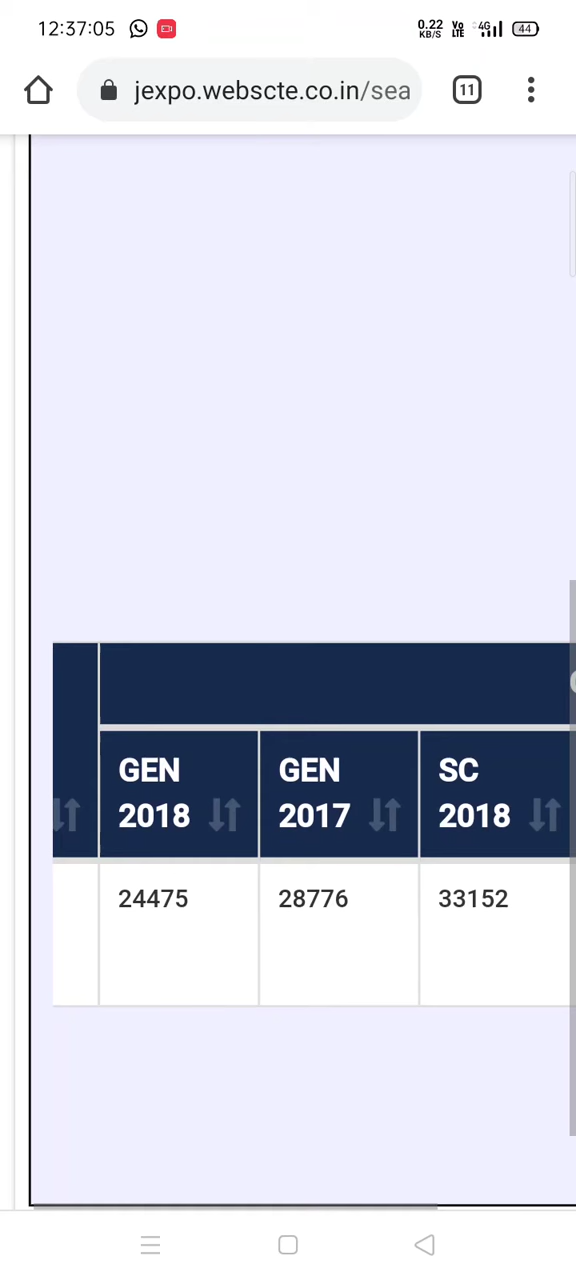 12:37:05
0.22 KB/S Vo LTE 4G 44
jexpo.webscte.co.in/sea
11
GEN 2018
GEN 2017
SC 2018
24475
28776
33152